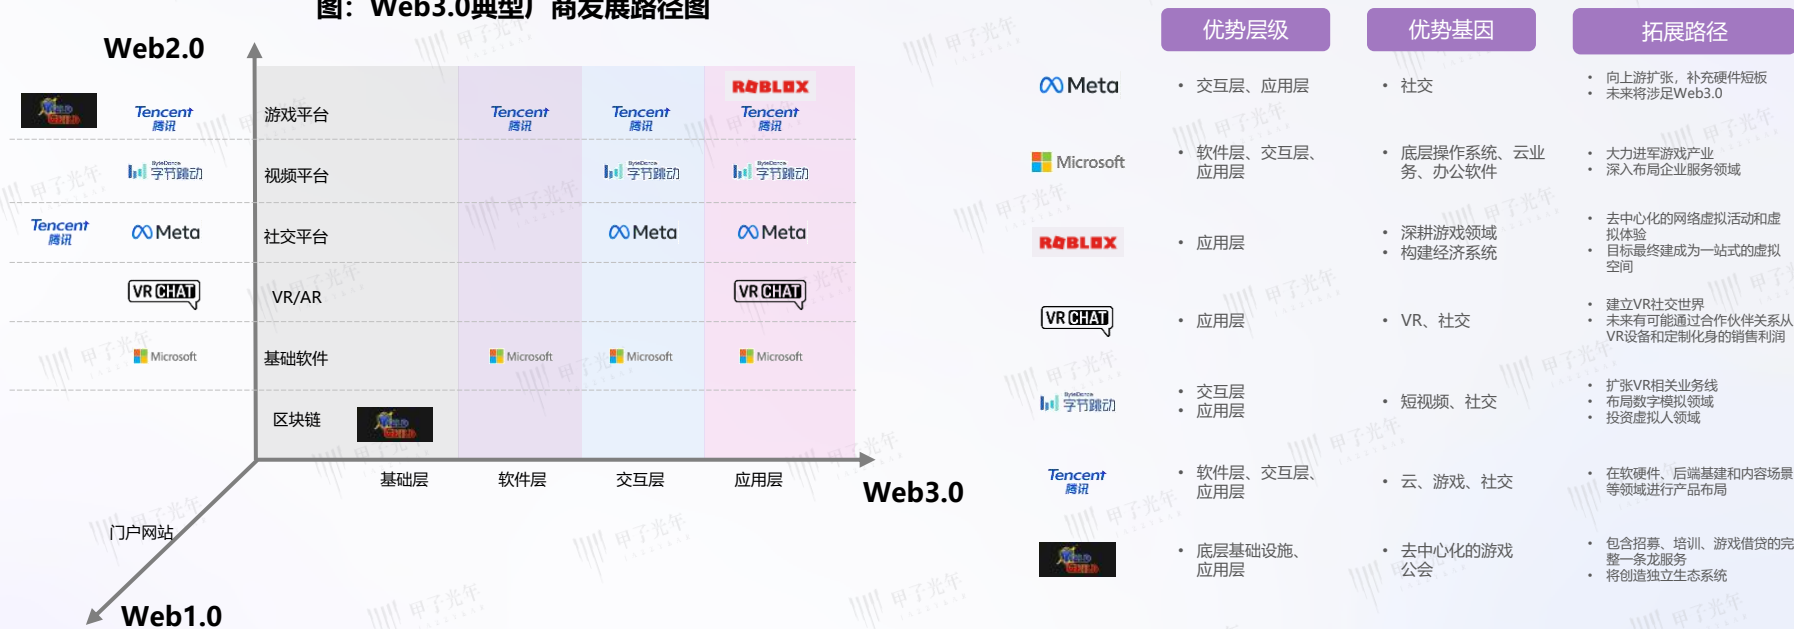 图：Web3.0典型厂商发展路径图
Web2.0
Tencent
腾讯
游戏平台
Tencent
腾讯
Tencent
腾讯
ROBLOX
Tencent
腾讯
ByteDance
字节跳动
视频平台
ByteDance
字节跳动
ByteDance
字节跳动
Tencent
腾讯
Meta
社交平台
Meta
Meta
VR CHAT
VR/AR
VR CHAT
Microsoft
基础软件
Microsoft
Microsoft
Microsoft
区块链
基础层
软件层
交互层
应用层
Web3.0
门户网站
Web1.0
优势层级
优势基因
拓展路径
Meta
• 交互层、应用层
• 社交
• 向上游扩张，补充硬件短板
• 未来将涉足Web3.0
Microsoft
• 软件层、交互层、
应用层
• 底层操作系统、云业
务、办公软件
• 大力进军游戏产业
• 深入布局企业服务领域
ROBLOX
• 应用层
• 深耕游戏领域
• 构建经济系统
• 去中心化的网络虚拟活动和虚
拟体验
• 目标最终建成为一站式的虚拟
空间
VR CHAT
• 应用层
• VR、社交
• 建立VR社交世界
• 未来有可能通过合作伙伴关系从
VR设备和定制化身的销售利润
ByteDance
字节跳动
• 交互层
• 应用层
• 短视频、社交
• 扩张VR相关业务线
• 布局数字模拟领域
• 投资虚拟人领域
Tencent
腾讯
• 软件层、交互层、
应用层
• 云、游戏、社交
• 在软硬件、后端基建和内容场景
等领域进行产品布局
• 底层基础设施、
应用层
• 去中心化的游戏
公会
• 包含招募、培训、游戏借贷的完
整一条龙服务
• 将创造独立生态系统
甲子光年